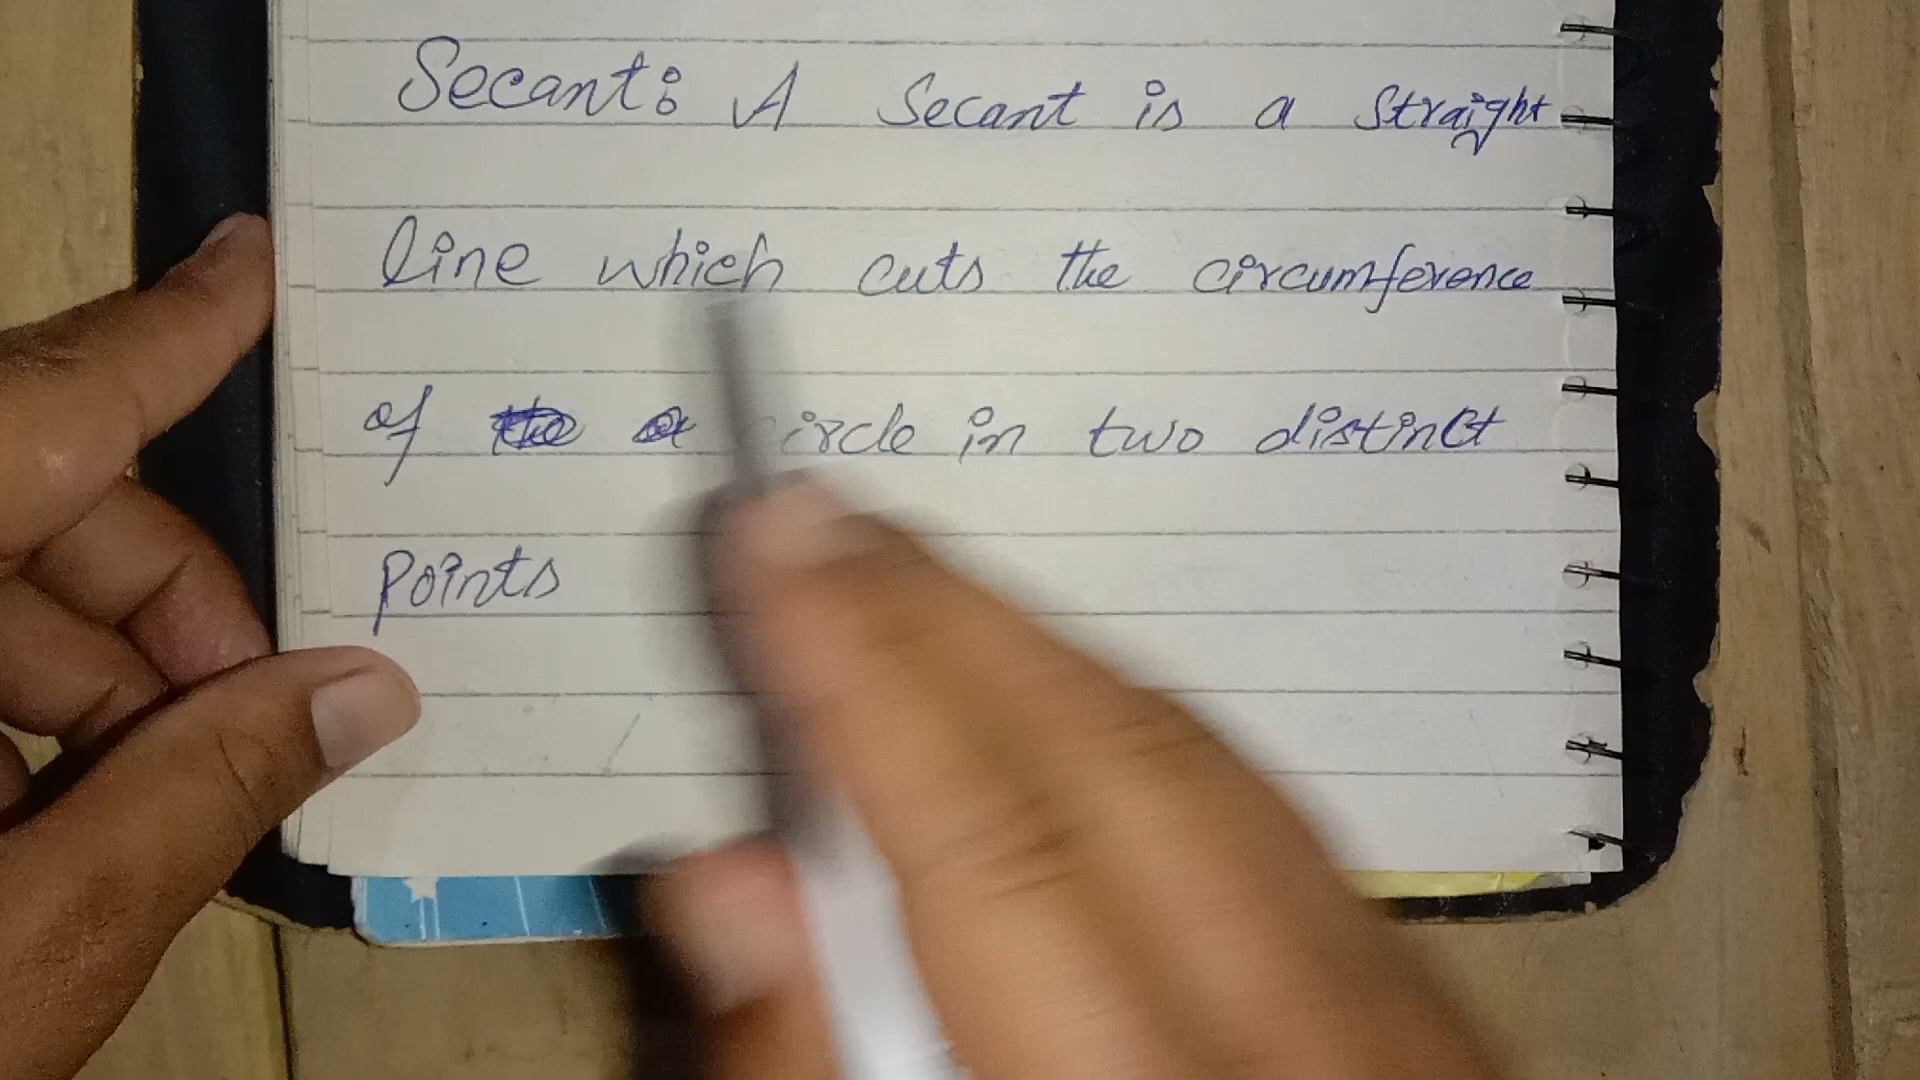 Secant: A Secant is a Straight
line which cuts the circumference
of a circle in two distinct
Points